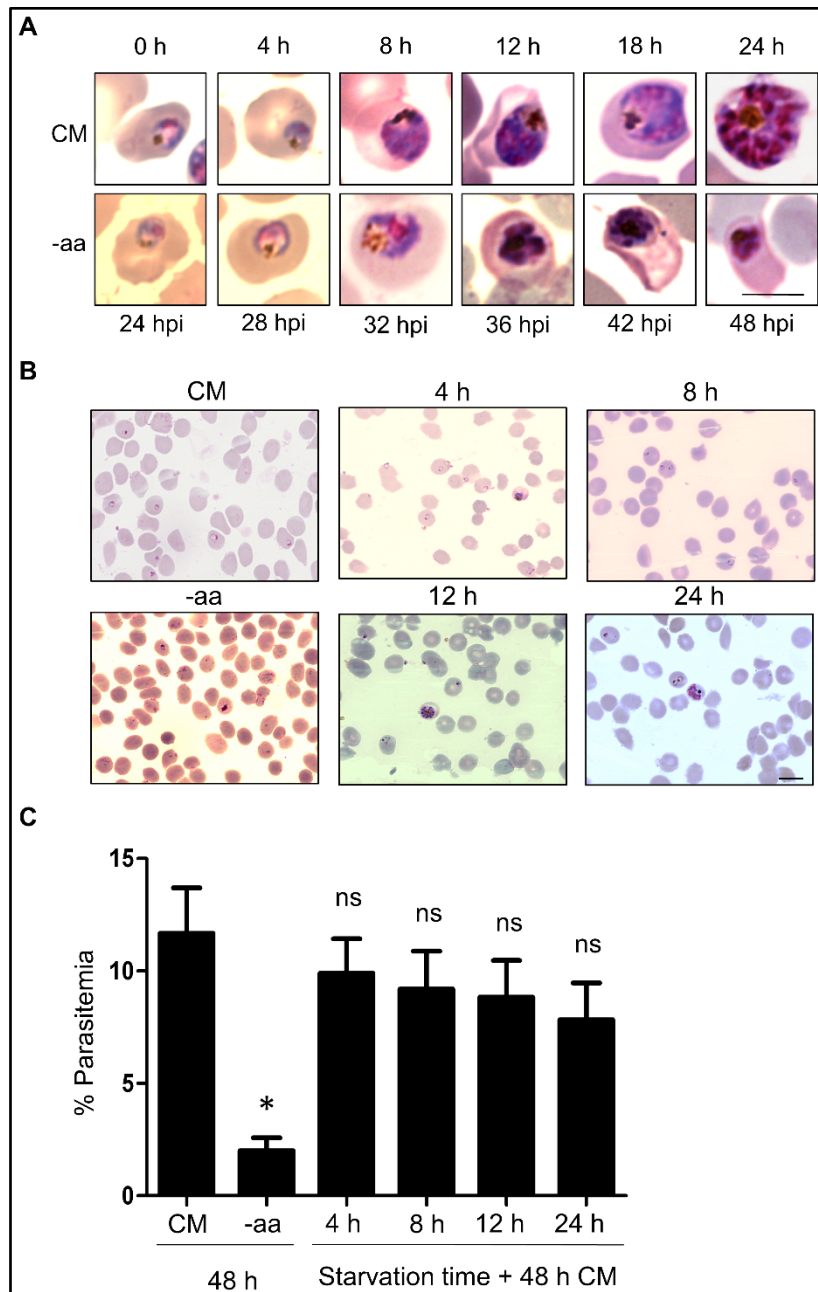 A
0 h 4 h 8 h 12 h 18 h 24 h
CM
-aa
24 hpi 28 hpi 32 hpi 36 hpi 42 hpi 48 hpi
B
CM 4 h 8 h
-aa 12 h 24 h
C
15
ns
ns
ns
ns
10
% Parasitemia
5
*
0
CM -aa 4 h 8 h 12 h 24 h
48 h Starvation time + 48 h CM